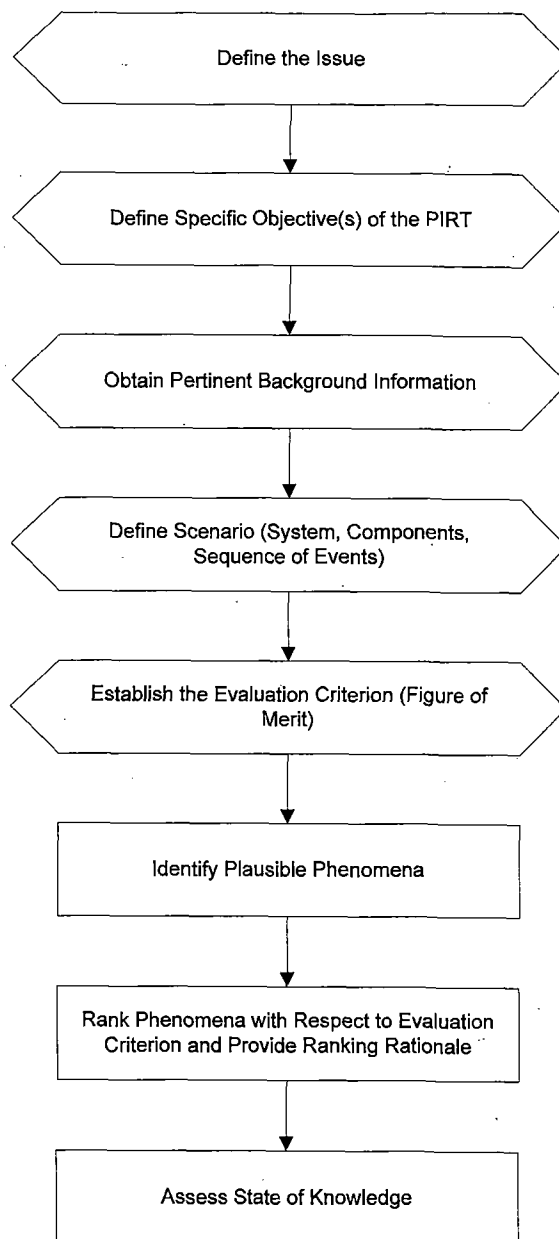 Define the Issue
Define Specific Objective(s) of the PIRT
Obtain Pertinent Background Information
Define Scenario (System, Components,
Sequence of Events)
Establish the Evaluation Criterion (Figure of
Merit)
Identify Plausible Phenomena
Rank Phenomena with Respect to Evaluation
Criterion and Provide Ranking Rationale
Assess State of Knowledge